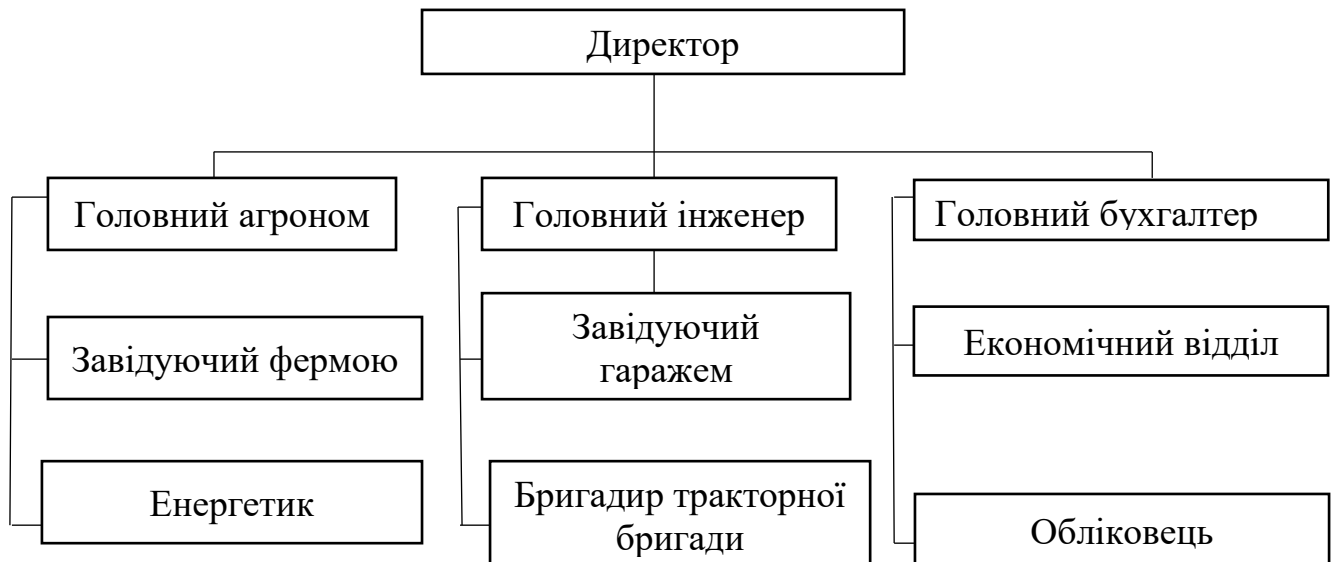 Директор
Головний агроном
Головний інженер
Головний бухгалтер
Завідуючий фермою
Завідуючий
гаражем
Економічний відділ
Енергетик
Бригадир тракторної
бригади
Обліковець